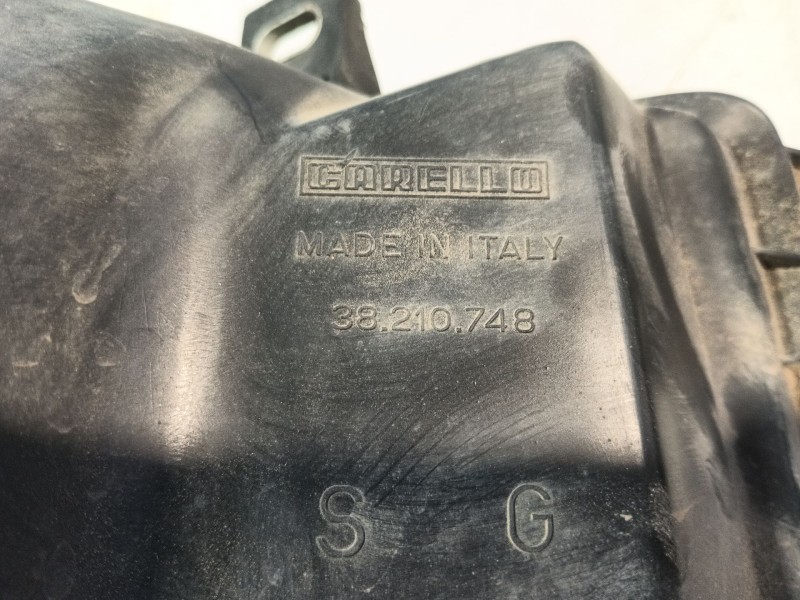 CARELLO
MADE IN ITALY
38.210.748
S G